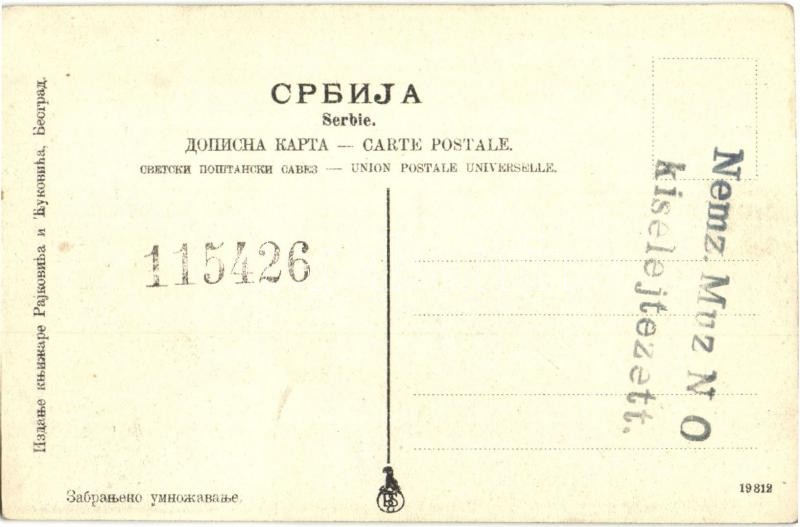 СРБИЈА
Serbie.
ДОПИСНА КАРТА — CARTE POSTALE.
СВЕТСКИ ПОШТАНСКИ САВЕЗ — UNION POSTALE UNIVERSELLE.
Издање књижаре Рајковића и Ћуковића, Београд.
115426
Nemz. Muz N O
kiselejtezett.
Забрањено умножавање.
19812